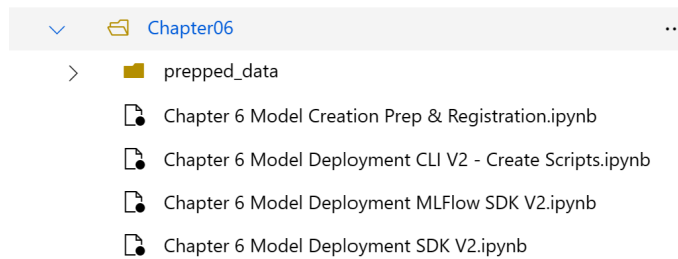 Chapter06
prepped_data
Chapter 6 Model Creation Prep & Registration.ipynb
Chapter 6 Model Deployment CLI V2 - Create Scripts.ipynb
Chapter 6 Model Deployment MLFlow SDK V2.ipynb
Chapter 6 Model Deployment SDK V2.ipynb